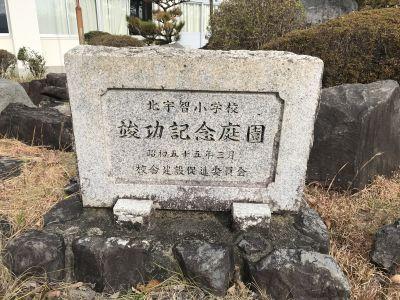 北宇智小学校
竣功記念庭園
昭和五十五年三月
校舎建設促進委員会